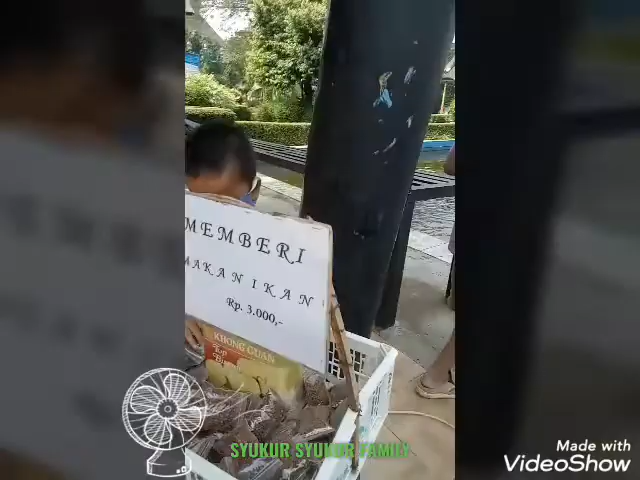 MEMBERI
MAKAN IKAN
Rp. 3.000,-
KHONG GUAN
SYUKUR SYUKUR FAMILY
Made with
VideoShow